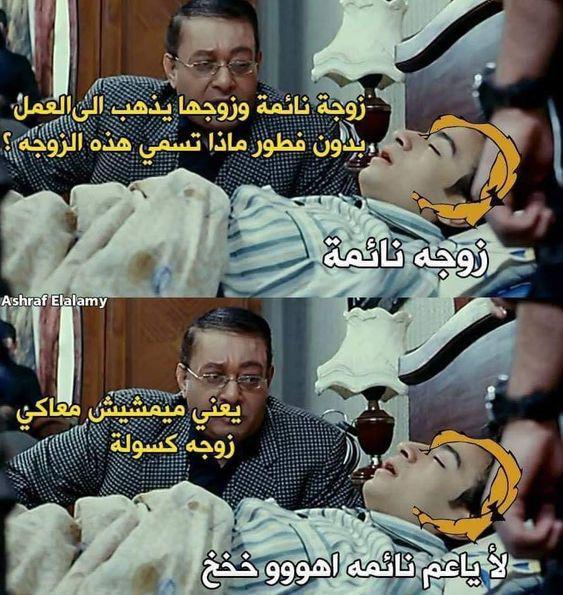 زوجة نائمة وزوجها يذهب الى العمل
بدون فطور ماذا تسمي هذه الزوجه ؟
زوجه نائمة
Ashraf Elalamy
يعني ميمشيش معاكي
زوجه كسولة
لأ ياعم نائمه اهووو خخخ